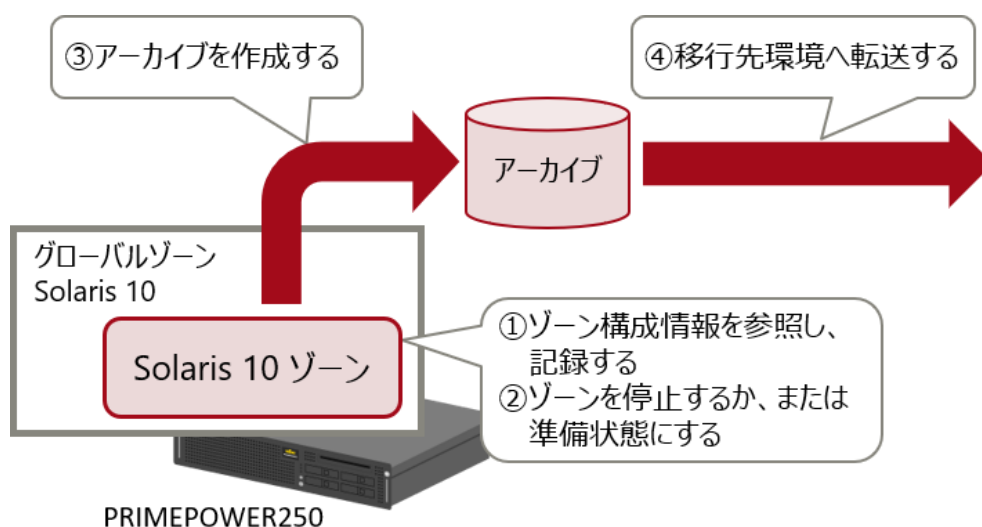 ③アーカイブを作成する
④移行先環境へ転送する
アーカイブ
グローバルゾーン
Solaris 10
Solaris 10 ゾーン
①ゾーン構成情報を参照し、
記録する
②ゾーンを停止するか、または
準備状態にする
PRIMEPOWER250